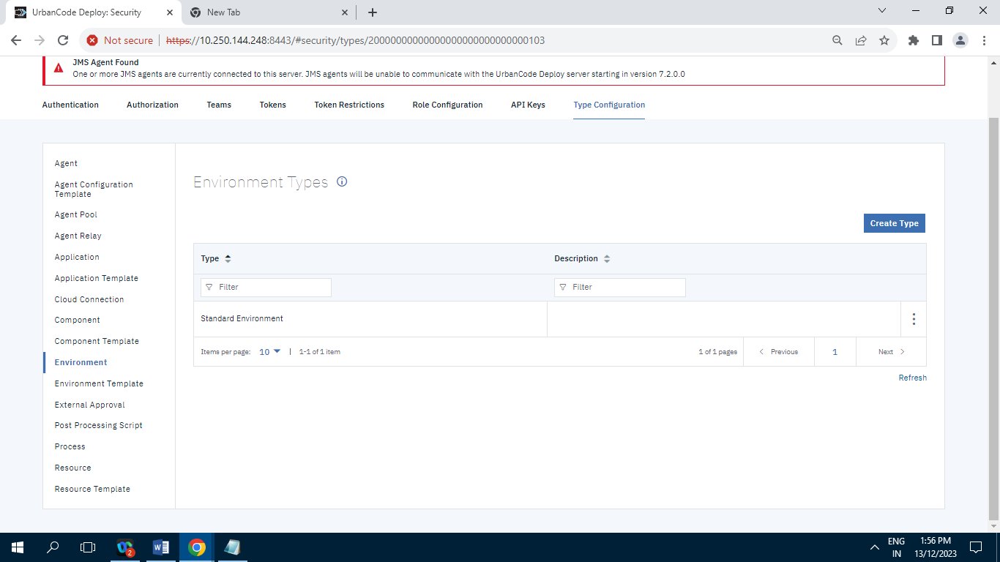 UrbanCode Deploy: Security
New Tab
Not secure
https://10.250.144.248:8443/#security/types/20000000000000000000000000000103
JMS Agent Found
One or more JMS agents are currently connected to this server. JMS agents will be unable to communicate with the UrbanCode Deploy server starting in version 7.2.0.0
Authentication
Authorization
Teams
Tokens
Token Restrictions
Role Configuration
API Keys
Type Configuration
Agent
Agent Configuration
Template
Agent Pool
Agent Relay
Application
Application Template
Cloud Connection
Component
Component Template
Environment
Environment Template
External Approval
Post Processing Script
Process
Resource
Resource Template
Environment Types
Create Type
Type
Description
Filter
Filter
Standard Environment
Items per page: 10 | 1-1 of 1 item
1 of 1 pages
Previous
1
Next
Refresh
2
ENG
IN
1:56 PM
13/12/2023